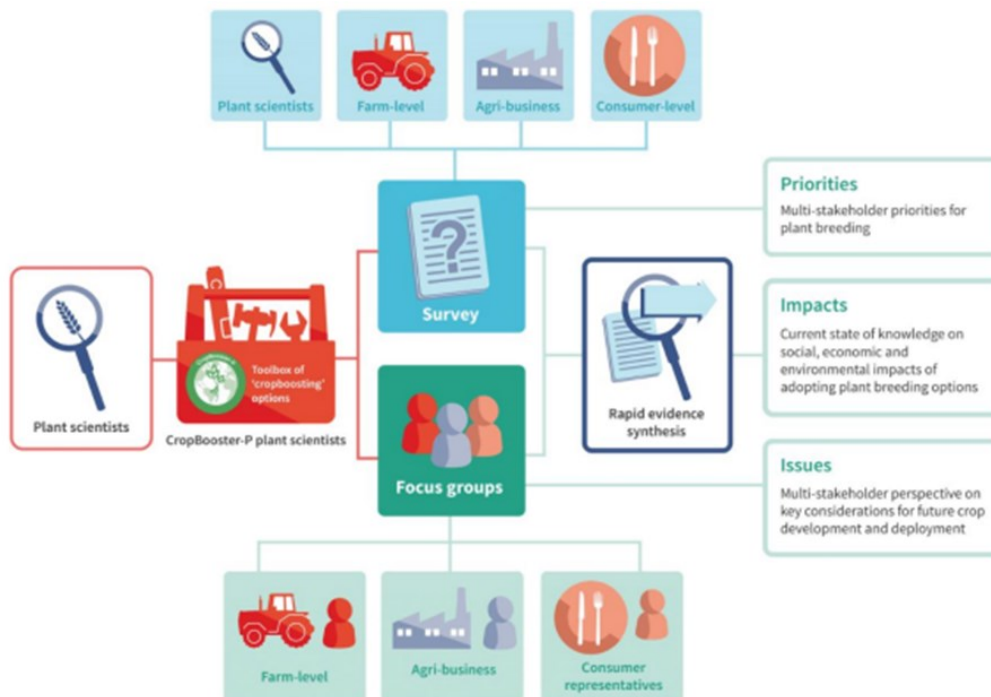 Plant scientists
Farm-level
Agri-business
Consumer-level
Survey
Priorities
Multi-stakeholder priorities for
plant breeding
Plant scientists
CropBooster-P
Toolbox of
'cropboosting'
options
CropBooster-P plant scientists
Rapid evidence
synthesis
Impacts
Current state of knowledge on
social, economic and
environmental impacts of
adopting plant breeding options
Focus groups
Issues
Multi-stakeholder perspective on
key considerations for future crop
development and deployment
Farm-level
Agri-business
Consumer
representatives